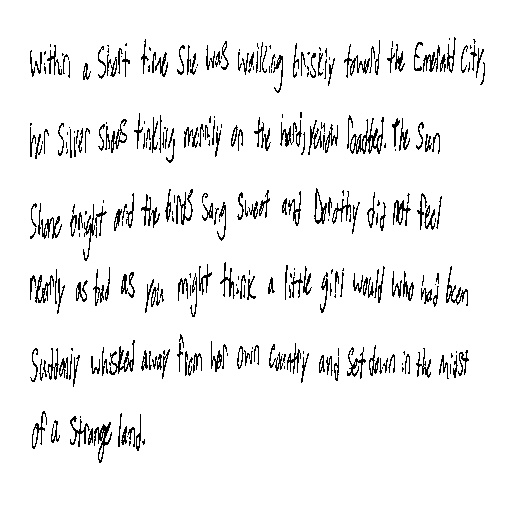 Within a short time she was walking briskly toward the Emerald City,
her Silver Shoes tinkling merrily on the hard, yellow roadbed. The sun
shone bright and the birds sang sweet and Dorothy did not feel
nearly as bad as you might think a little girl would who had been
suddenly whisked away from her own country and set down in the midst
of a strange land.